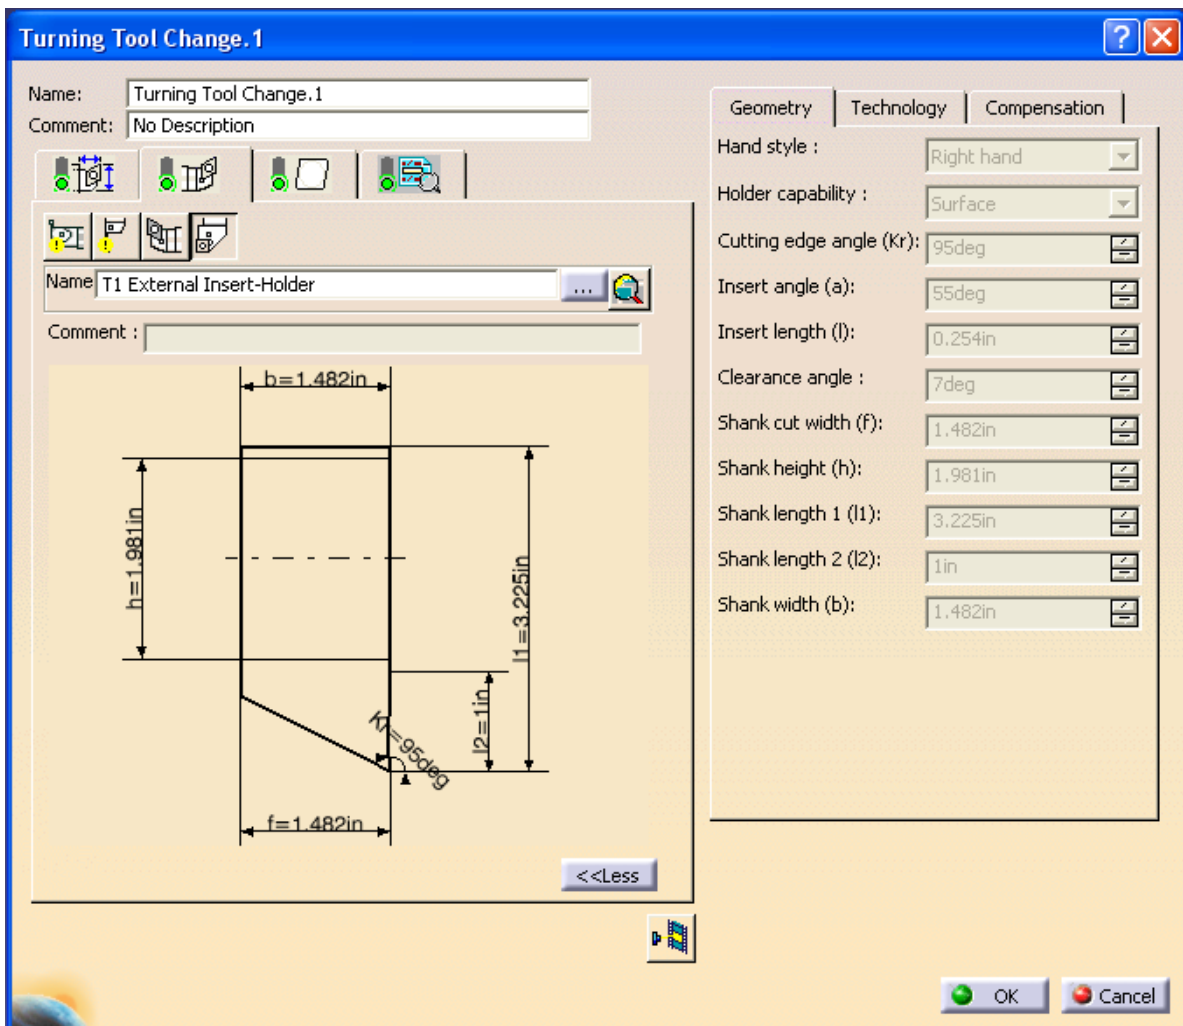 Turning Tool Change.1
Name: Turning Tool Change.1
Comment: No Description
Name T1 External Insert-Holder ...
Comment :
b=1.482in
h=1.981in
l1=3.225in
l2=1in
Kr=95deg
f=1.482in
<<Less
Geometry Technology Compensation
Hand style : Right hand
Holder capability : Surface
Cutting edge angle (Kr): 95deg
Insert angle (a): 55deg
Insert length (l): 0.254in
Clearance angle : 7deg
Shank cut width (f): 1.482in
Shank height (h): 1.981in
Shank length 1 (l1): 3.225in
Shank length 2 (l2): 1in
Shank width (b): 1.482in
OK Cancel